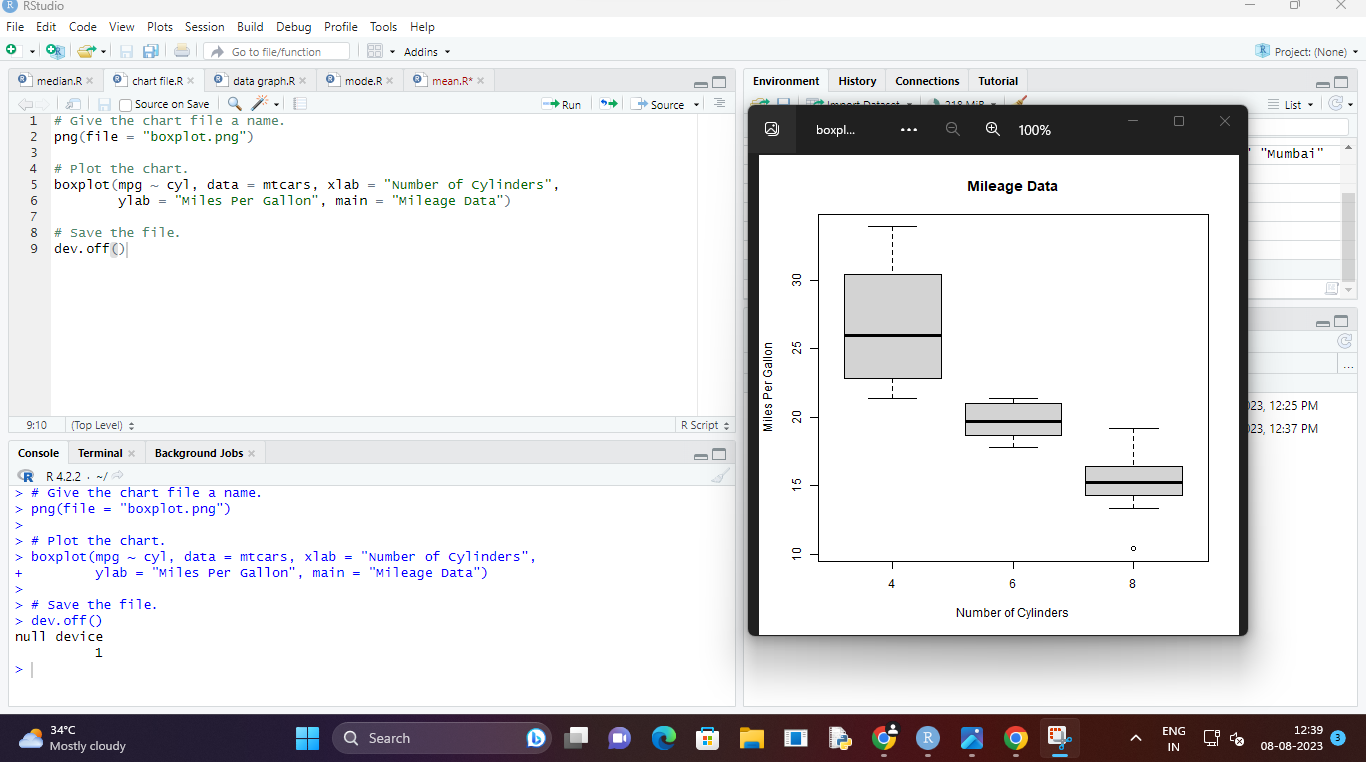 RStudio
File Edit Code View Plots Session Build Debug Profile Tools Help
Go to file/function Addins Project: (None)
median.R chart file.R data graph.R mode.R mean.R*
Source on Save Run Source
1 # Give the chart file a name.
2 png(file = "boxplot.png")
3
4 # Plot the chart.
5 boxplot(mpg ~ cyl, data = mtcars, xlab = "Number of Cylinders",
6 ylab = "Miles Per Gallon", main = "Mileage Data")
7
8 # Save the file.
9 dev.off()
9:10 (Top Level) R Script
Console Terminal Background Jobs
R R 4.2.2 · ~/
> # Give the chart file a name.
> png(file = "boxplot.png")
>
> # Plot the chart.
> boxplot(mpg ~ cyl, data = mtcars, xlab = "Number of Cylinders",
+ ylab = "Miles Per Gallon", main = "Mileage Data")
>
> # Save the file.
> dev.off()
null device
1
>
Environment History Connections Tutorial
Import Dataset 218 MiB List
"Mumbai"
023, 12:25 PM
023, 12:37 PM
boxpl... 100%
Mileage Data
Miles Per Gallon
30
25
20
15
10
4 6 8
Number of Cylinders
34°C
Mostly cloudy
Search
ENG
IN
12:39
08-08-2023
3